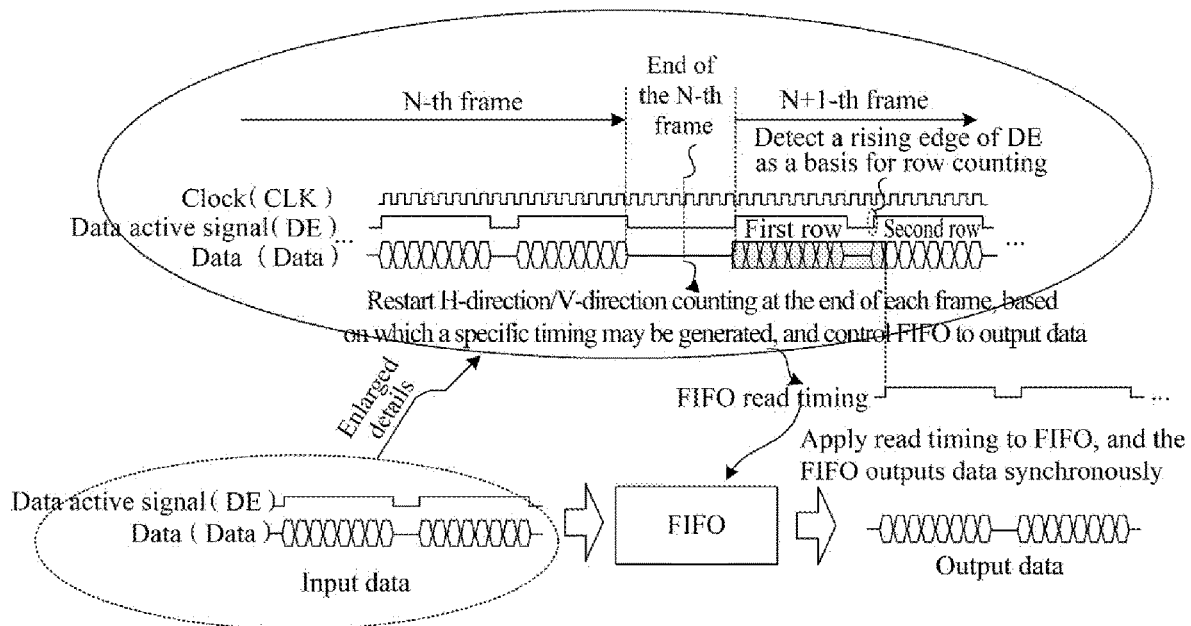 End of
the N-th
frame
N-th frame
N+1-th frame
Detect a rising edge of DE
as a basis for row counting
Clock( CLK )
Data active signal( DE )
First row
Second row
...
Data ( Data )
...
Restart H-direction/V-direction counting at the end of each frame, based
on which a specific timing may be generated, and control FIFO to output data
Enlarged
details
FIFO read timing
...
Apply read timing to FIFO, and the
FIFO outputs data synchronously
Data active signal( DE )
Data ( Data )
Input data
FIFO
Output data